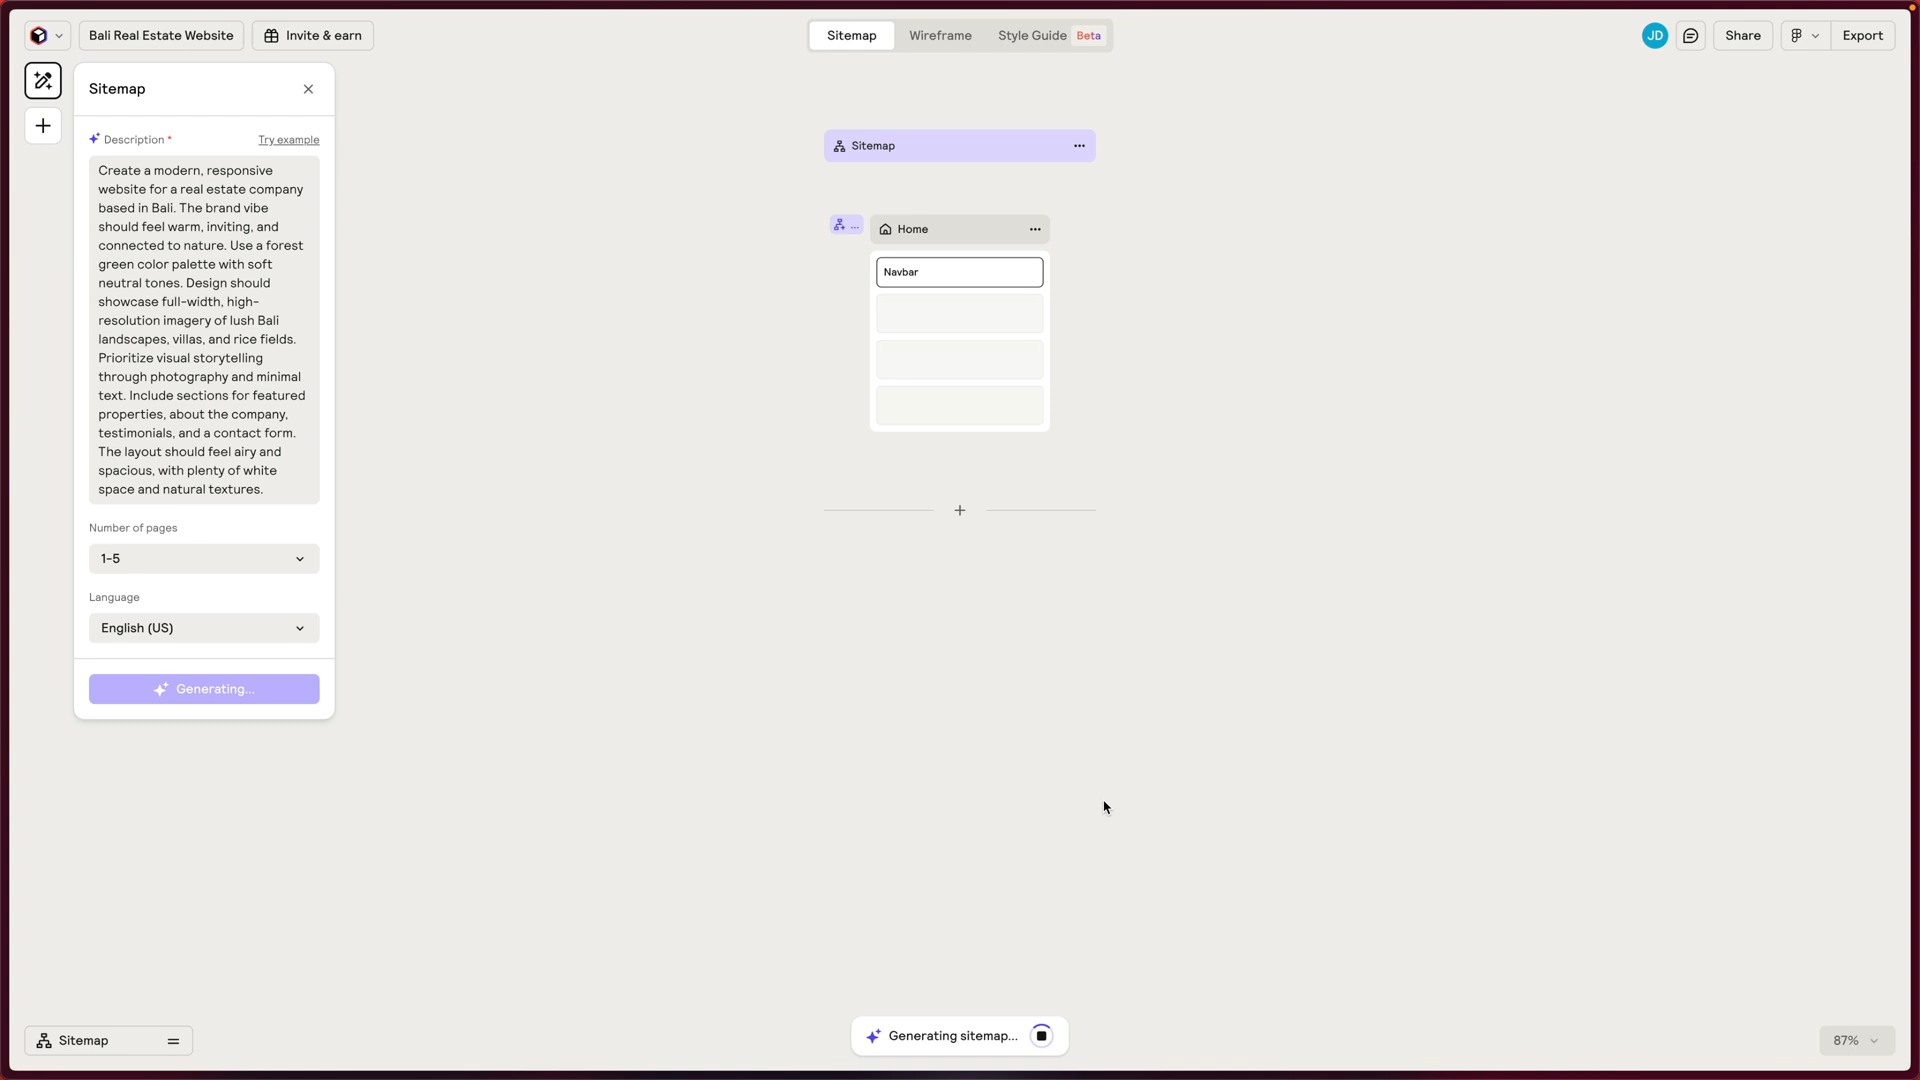 Bali Real Estate Website
Invite & earn
Sitemap
Wireframe
Style Guide Beta
JD
Share
Export
Sitemap
Description *
Try example
Create a modern, responsive
website for a real estate company
based in Bali. The brand vibe
should feel warm, inviting, and
connected to nature. Use a forest
green color palette with soft
neutral tones. Design should
showcase full-width, high-
resolution imagery of lush Bali
landscapes, villas, and rice fields.
Prioritize visual storytelling
through photography and minimal
text. Include sections for featured
properties, about the company,
testimonials, and a contact form.
The layout should feel airy and
spacious, with plenty of white
space and natural textures.
Number of pages
1-5
Language
English (US)
Generating...
Sitemap
...
Home
Navbar
Sitemap
Generating sitemap...
87%